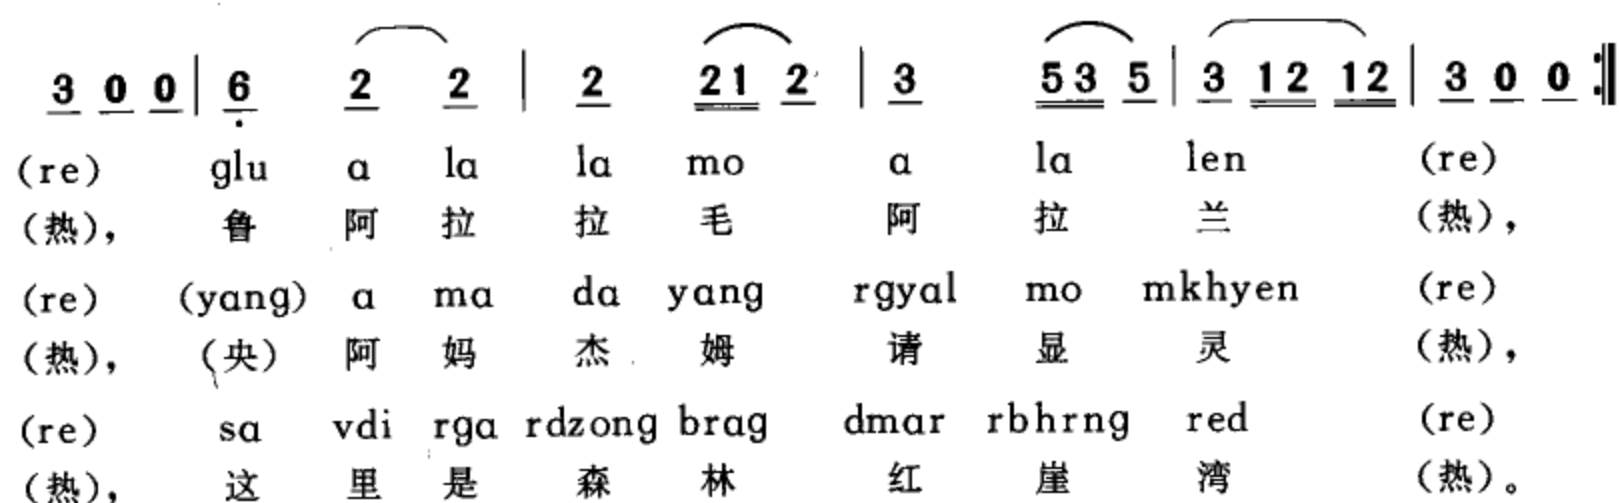 3 0 0 | 6 2 2 | 2 21 2 | 3 53 5 | 3 12 12 | 3 0 0 :‖
(re) glu a la la mo a la len (re)
(热), 鲁 阿 拉 拉 毛 阿 拉 兰 (热),
(re) (yang) a ma da yang rgyal mo mkhyen (re)
(热), (央) 阿 妈 杰 姆 请 显 灵 (热),
(re) sa vdi rga rdzong brag dmar rbhrng red (re)
(热), 这 里 是 森 林 红 崖 湾 (热)。